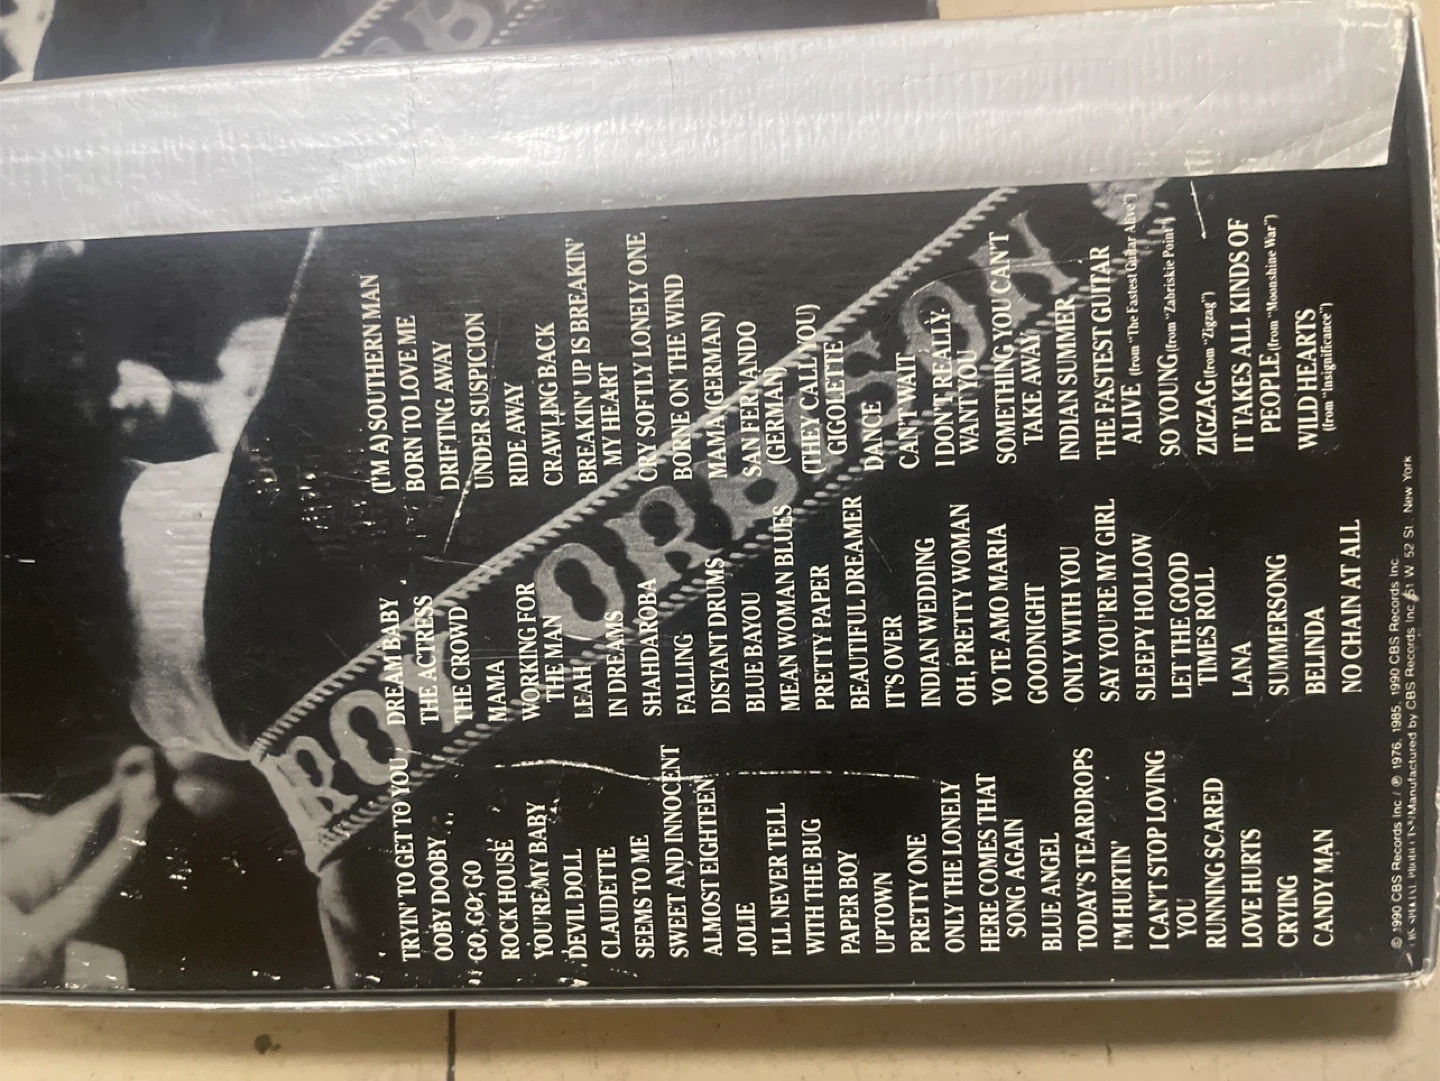 ROY ORBISON
TRYIN' TO GET TO YOU
OOBY DOOBY
GO, GO, GO
ROCK HOUSE
YOU'RE MY BABY
DEVIL DOLL
CLAUDETTE
SEEMS TO ME
SWEET AND INNOCENT
ALMOST EIGHTEEN
JOLIE
I'LL NEVER TELL
WITH THE BUG
PAPER BOY
UPTOWN
PRETTY ONE
ONLY THE LONELY
HERE COMES THAT
SONG AGAIN
BLUE ANGEL
TODAY'S TEARDROPS
I'M HURTIN'
I CAN'T STOP LOVING
YOU
RUNNING SCARED
LOVE HURTS
CRYING
CANDY MAN
DREAM BABY
THE ACTRESS
THE CROWD
MAMA
WORKING FOR
THE MAN
LEAH
IN DREAMS
SHAHDAROBA
FALLING
DISTANT DRUMS
BLUE BAYOU
MEAN WOMAN BLUES
PRETTY PAPER
BEAUTIFUL DREAMER
IT'S OVER
INDIAN WEDDING
OH, PRETTY WOMAN
YO TE AMO MARIA
GOODNIGHT
ONLY WITH YOU
SAY YOU'RE MY GIRL
SLEEPY HOLLOW
LET THE GOOD
TIMES ROLL
LANA
SUMMERSONG
BELINDA
NO CHAIN AT ALL
(I'M A) SOUTHERN MAN
BORN TO LOVE ME
DRIFTING AWAY
UNDER SUSPICION
RIDE AWAY
CRAWLING BACK
BREAKIN' UP IS BREAKIN'
MY HEART
CRY SOFTLY LONELY ONE
BORNE ON THE WIND
MAMA (GERMAN)
SAN FERNANDO
(GERMAN)
(THEY CALL YOU)
GIGOLETTE
DANCE
CAN'T WAIT
I DON'T REALLY
WANT YOU
SOMETHING YOU CAN'T
TAKE AWAY
INDIAN SUMMER
THE FASTEST GUITAR
ALIVE (from "The Fastest Guitar Alive")
SO YOUNG (from "Zabriskie Point")
ZIGZAG (from "Zigzag")
IT TAKES ALL KINDS OF
PEOPLE (from "Moonshine War")
WILD HEARTS
(from "Insignificance")
© 1990 CBS Records Inc / ℗ 1976, 1985, 1990 CBS Records Inc
Manufactured by CBS Records Inc 51 W. 52 St New York